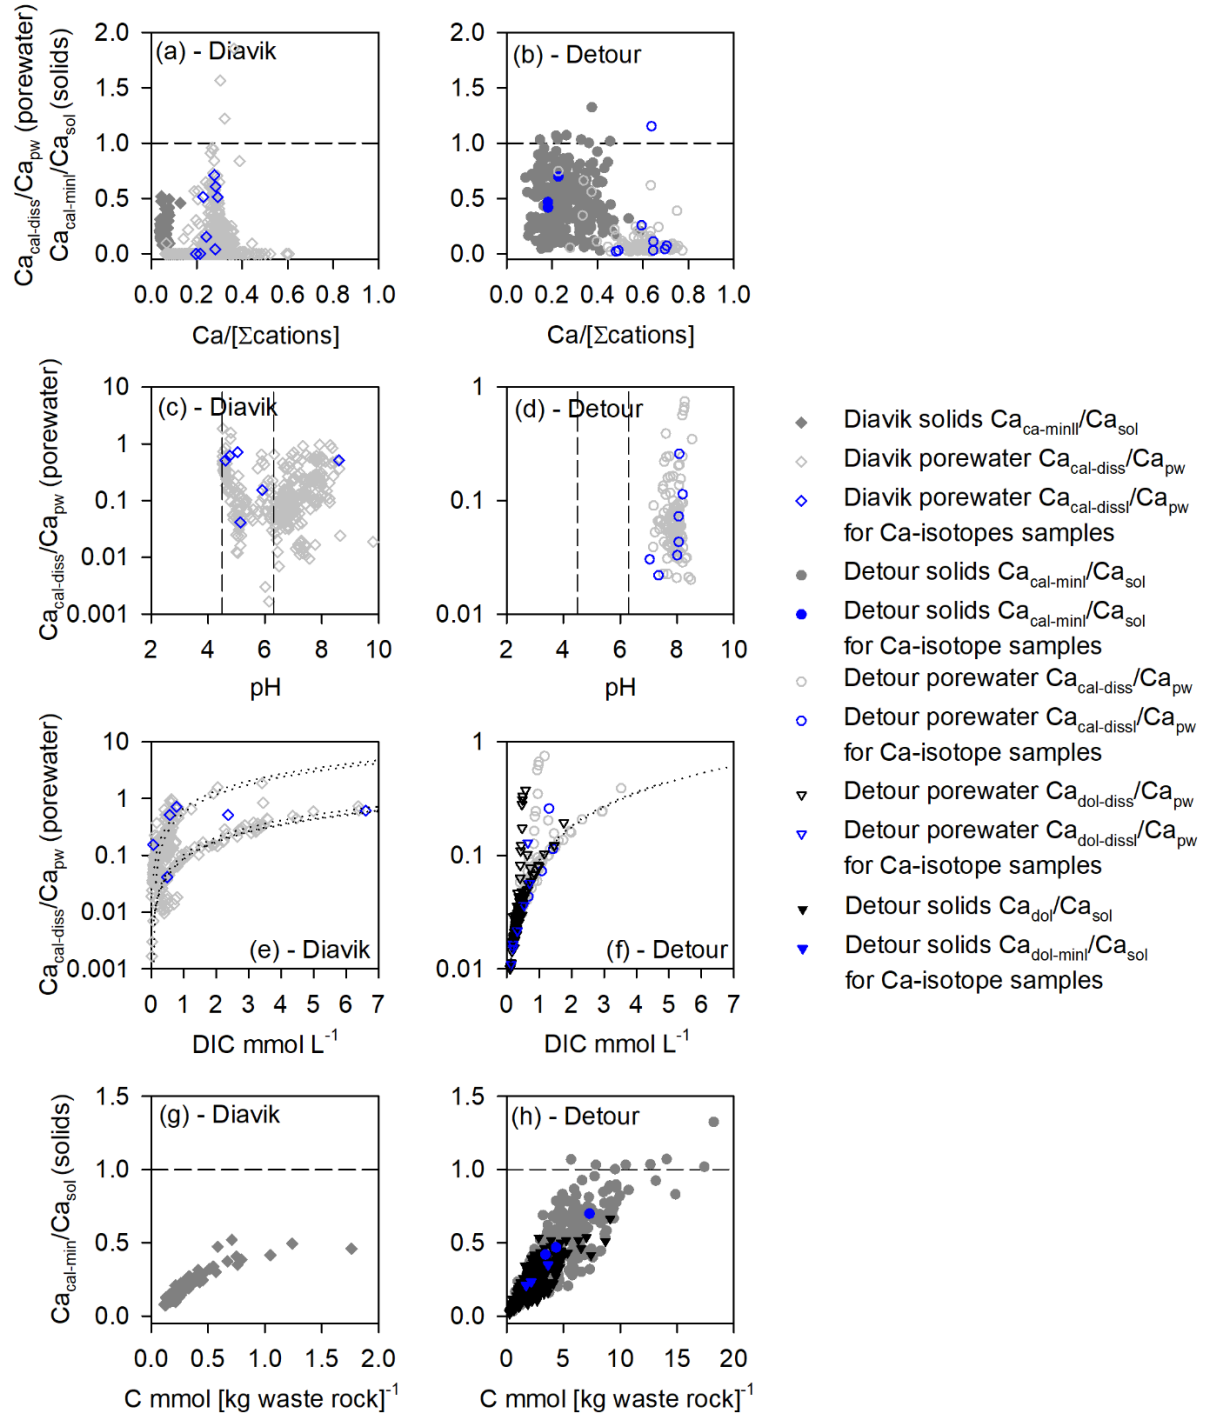 Ca_cal-diss/Ca_pw (porewater)
Ca_cal-minl/Ca_sol (solids)
(a) - Diavik
2.0
1.5
1.0
0.5
0.0
0.0 0.2 0.4 0.6 0.8 1.0
Ca/[Σcations]
(b) - Detour
2.0
1.5
1.0
0.5
0.0
0.0 0.2 0.4 0.6 0.8 1.0
Ca/[Σcations]
Ca_cal-diss/Ca_pw (porewater)
(c) - Diavik
10
1
0.1
0.01
0.001
2 4 6 8 10
pH
(d) - Detour
1
0.1
0.01
2 4 6 8 10
pH
Ca_cal-diss/Ca_pw (porewater)
10
1
0.1
0.01
0.001
(e) - Diavik
0 1 2 3 4 5 6 7
DIC mmol L⁻¹
1
0.1
0.01
(f) - Detour
0 1 2 3 4 5 6 7
DIC mmol L⁻¹
Ca_cal-min/Ca_sol (solids)
(g) - Diavik
1.5
1.0
0.5
0.0
0.0 0.5 1.0 1.5 2.0
C mmol [kg waste rock]⁻¹
(h) - Detour
1.5
1.0
0.5
0.0
0 5 10 15 20
C mmol [kg waste rock]⁻¹
Diavik solids Ca_ca-minll/Ca_sol
Diavik porewater Ca_cal-diss/Ca_pw
Diavik porewater Ca_cal-dissl/Ca_pw
for Ca-isotopes samples
Detour solids Ca_cal-minl/Ca_sol
Detour solids Ca_cal-minl/Ca_sol
for Ca-isotope samples
Detour porewater Ca_cal-diss/Ca_pw
Detour porewater Ca_cal-dissl/Ca_pw
for Ca-isotope samples
Detour porewater Ca_dol-diss/Ca_pw
Detour porewater Ca_dol-dissl/Ca_pw
for Ca-isotope samples
Detour solids Ca_dol/Ca_sol
Detour solids Ca_dol-minl/Ca_sol
for Ca-isotope samples